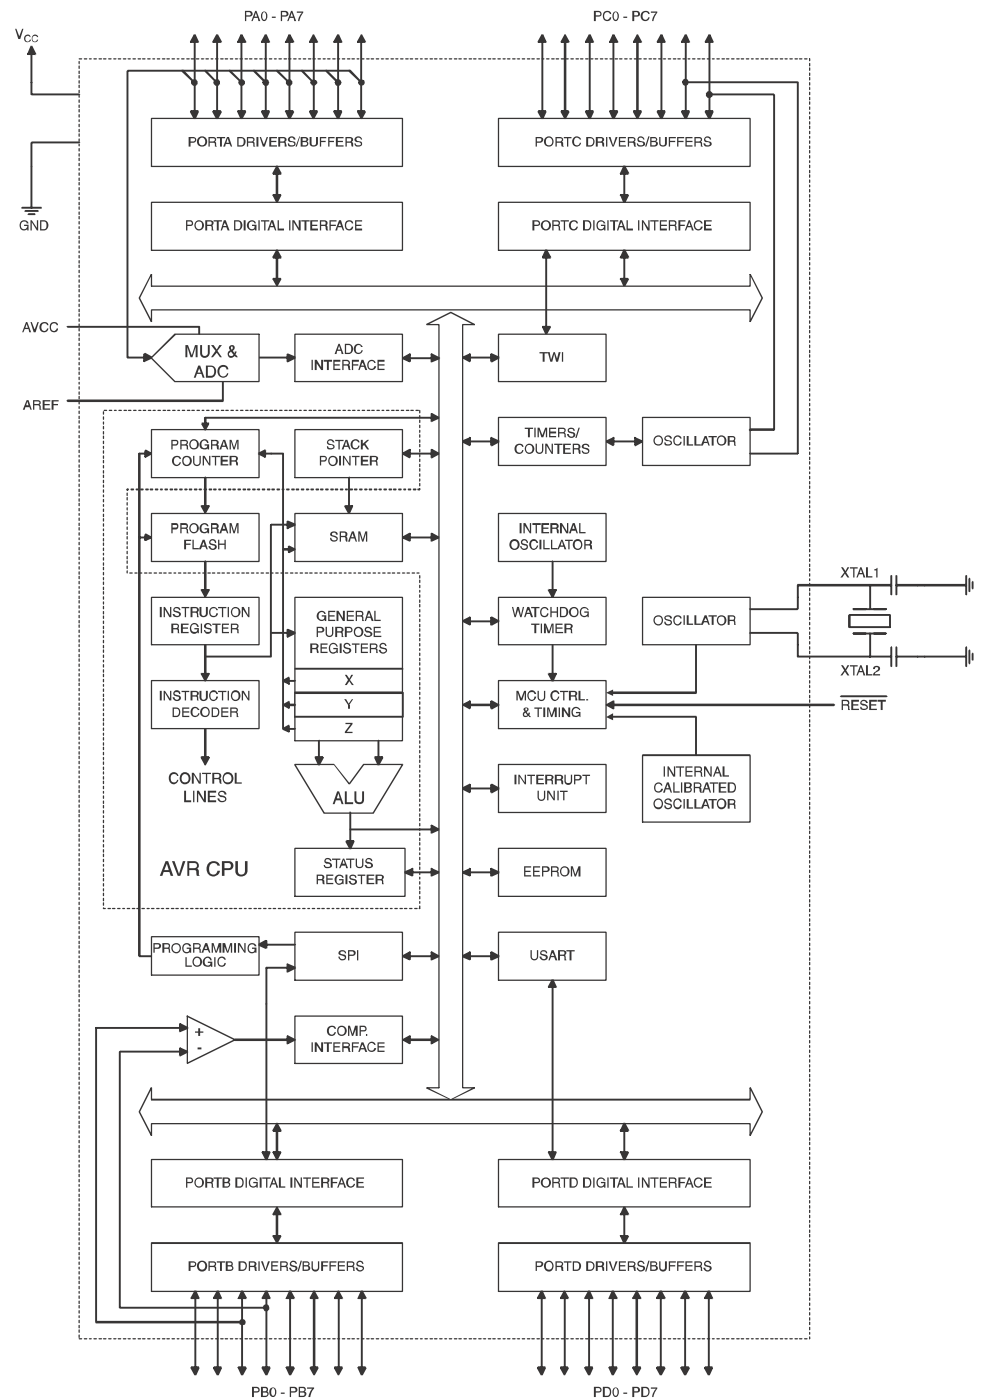 PA0 - PA7
PC0 - PC7
VCC
PORTA DRIVERS/BUFFERS
PORTC DRIVERS/BUFFERS
GND
PORTA DIGITAL INTERFACE
PORTC DIGITAL INTERFACE
AVCC
MUX &
ADC
ADC
INTERFACE
TWI
AREF
PROGRAM
COUNTER
STACK
POINTER
TIMERS/
COUNTERS
OSCILLATOR
PROGRAM
FLASH
SRAM
INTERNAL
OSCILLATOR
XTAL1
INSTRUCTION
REGISTER
GENERAL
PURPOSE
REGISTERS
WATCHDOG
TIMER
OSCILLATOR
XTAL2
X
INSTRUCTION
DECODER
Y
Z
MCU CTRL.
& TIMING
RESET
CONTROL
LINES
ALU
INTERRUPT
UNIT
INTERNAL
CALIBRATED
OSCILLATOR
AVR CPU
STATUS
REGISTER
EEPROM
PROGRAMMING
LOGIC
SPI
USART
+
-
COMP.
INTERFACE
PORTB DIGITAL INTERFACE
PORTD DIGITAL INTERFACE
PORTB DRIVERS/BUFFERS
PORTD DRIVERS/BUFFERS
PB0 - PB7
PD0 - PD7